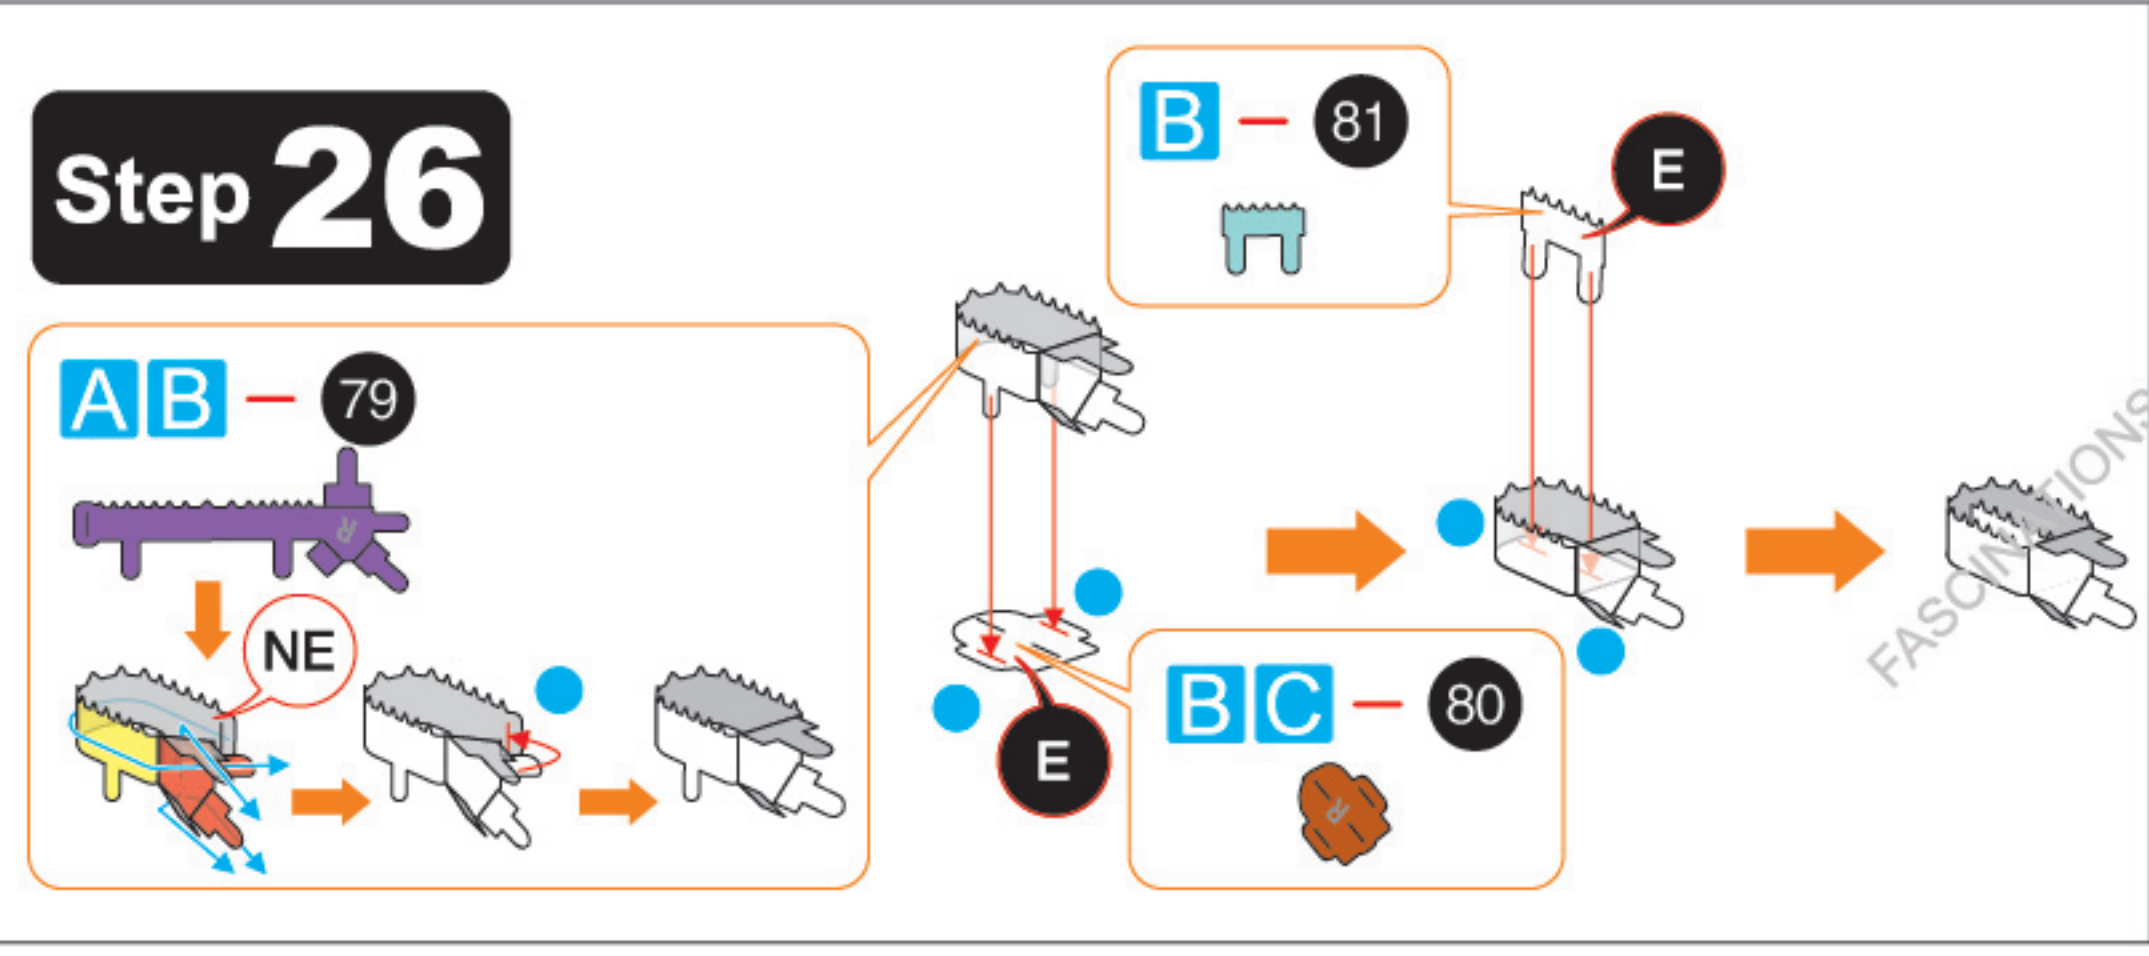 Step 26
A B - 79
R
NE
B - 81
E
E
B C - 80
R
FASCINATIONS